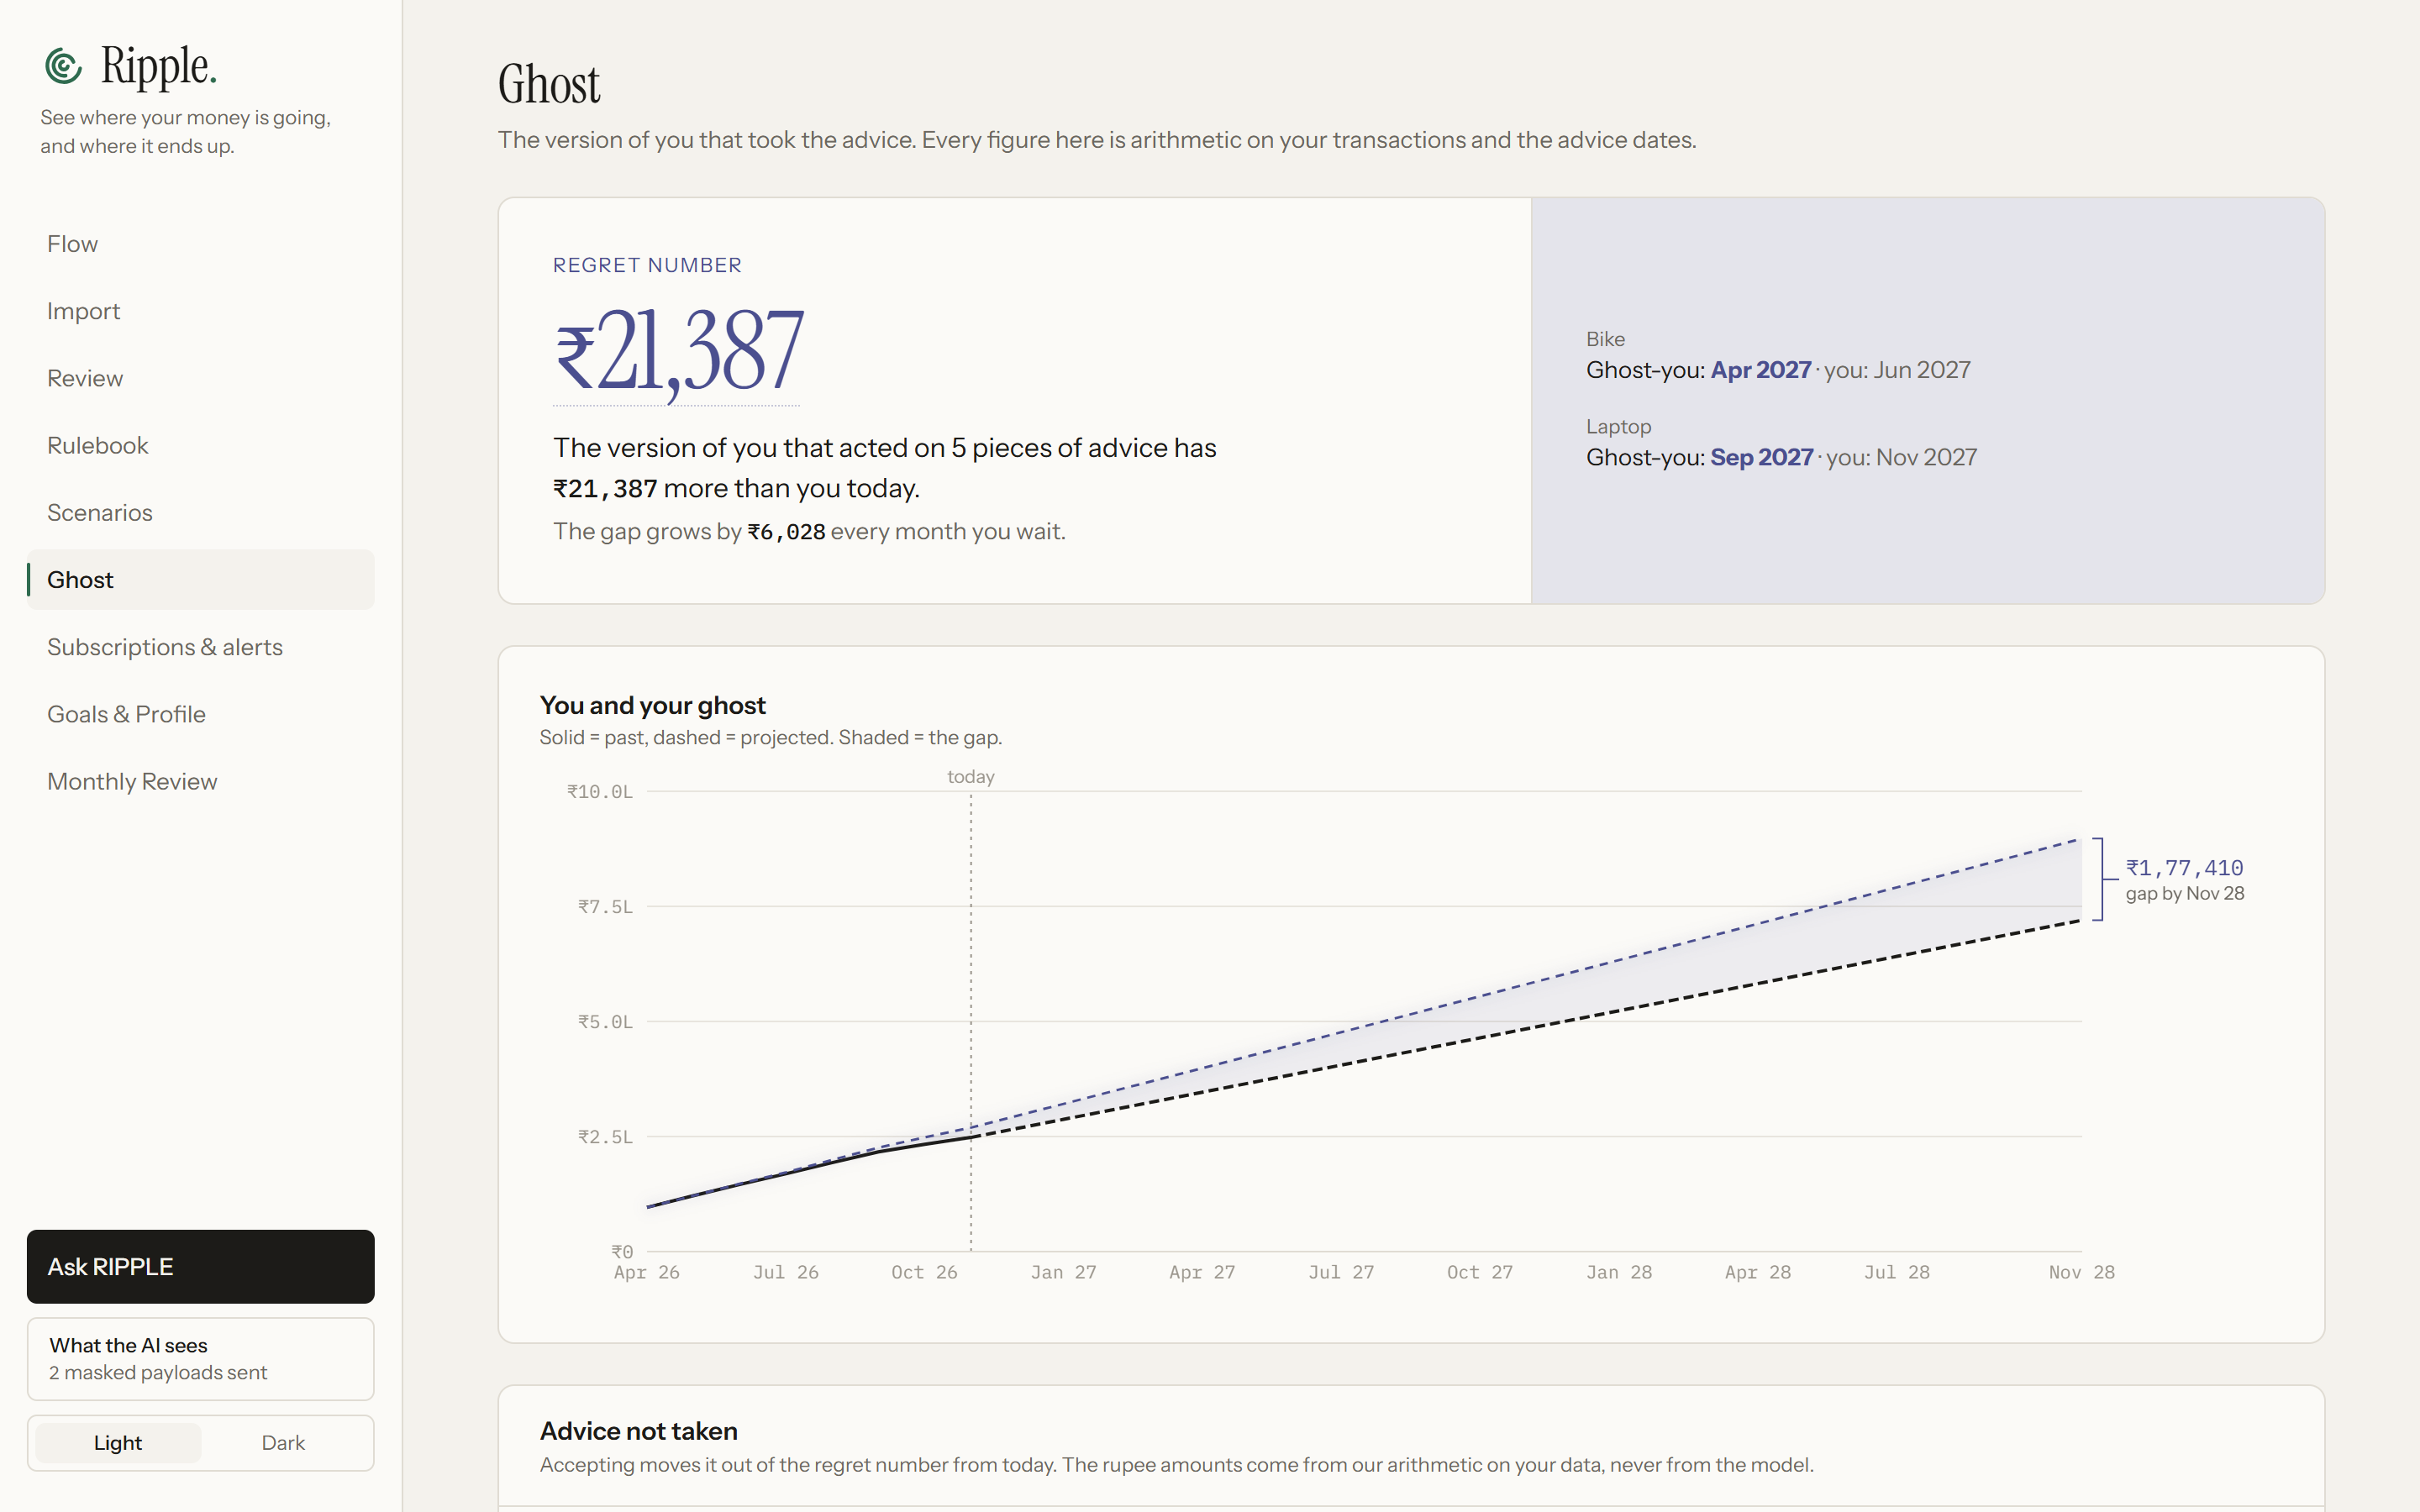 Ripple.
See where your money is going,
and where it ends up.
Flow
Import
Review
Rulebook
Scenarios
Ghost
Subscriptions & alerts
Goals & Profile
Monthly Review
Ask RIPPLE
What the AI sees
2 masked payloads sent
Light
Dark
Ghost
The version of you that took the advice. Every figure here is arithmetic on your transactions and the advice dates.
REGRET NUMBER
₹21,387
The version of you that acted on 5 pieces of advice has
₹21,387 more than you today.
The gap grows by ₹6,028 every month you wait.
Bike
Ghost-you: Apr 2027 · you: Jun 2027
Laptop
Ghost-you: Sep 2027 · you: Nov 2027
You and your ghost
Solid = past, dashed = projected. Shaded = the gap.
today
₹10.0L
₹7.5L
₹5.0L
₹2.5L
₹0
₹1,77,410
gap by Nov 28
Apr 26 Jul 26 Oct 26 Jan 27 Apr 27 Jul 27 Oct 27 Jan 28 Apr 28 Jul 28 Nov 28
Advice not taken
Accepting moves it out of the regret number from today. The rupee amounts come from our arithmetic on your data, never from the model.